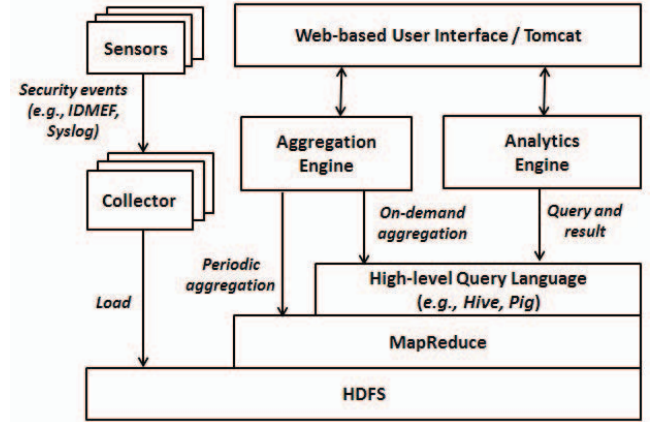 Sensors
Web-based User Interface / Tomcat
Security events
(e.g., IDMEF,
Syslog)
Aggregation
Engine
Analytics
Engine
Collector
On-demand
aggregation
Query and
result
Periodic
aggregation
High-level Query Language
(e.g., Hive, Pig)
Load
MapReduce
HDFS